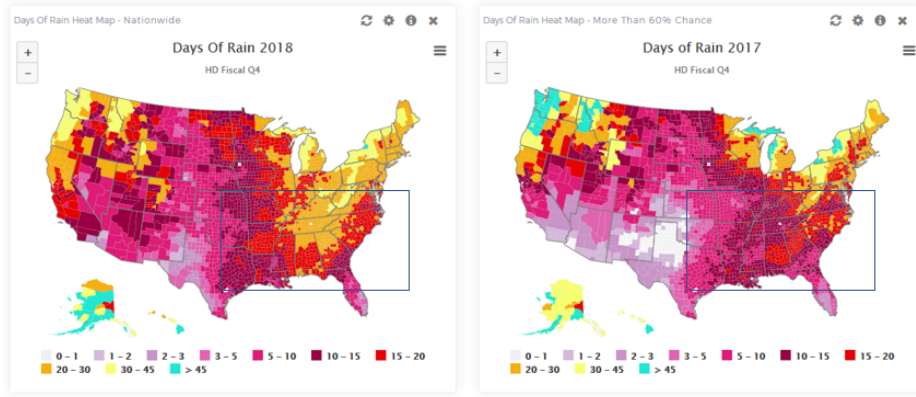 Days Of Rain Heat Map - Nationwide
+
−
Days Of Rain 2018
HD Fiscal Q4
0 – 1 1 – 2 2 – 3 3 – 5 5 – 10 10 – 15 15 – 20
20 – 30 30 – 45 > 45
Days Of Rain Heat Map - More Than 60% Chance
+
−
Days of Rain 2017
HD Fiscal Q4
0 – 1 1 – 2 2 – 3 3 – 5 5 – 10 10 – 15 15 – 20
20 – 30 30 – 45 > 45